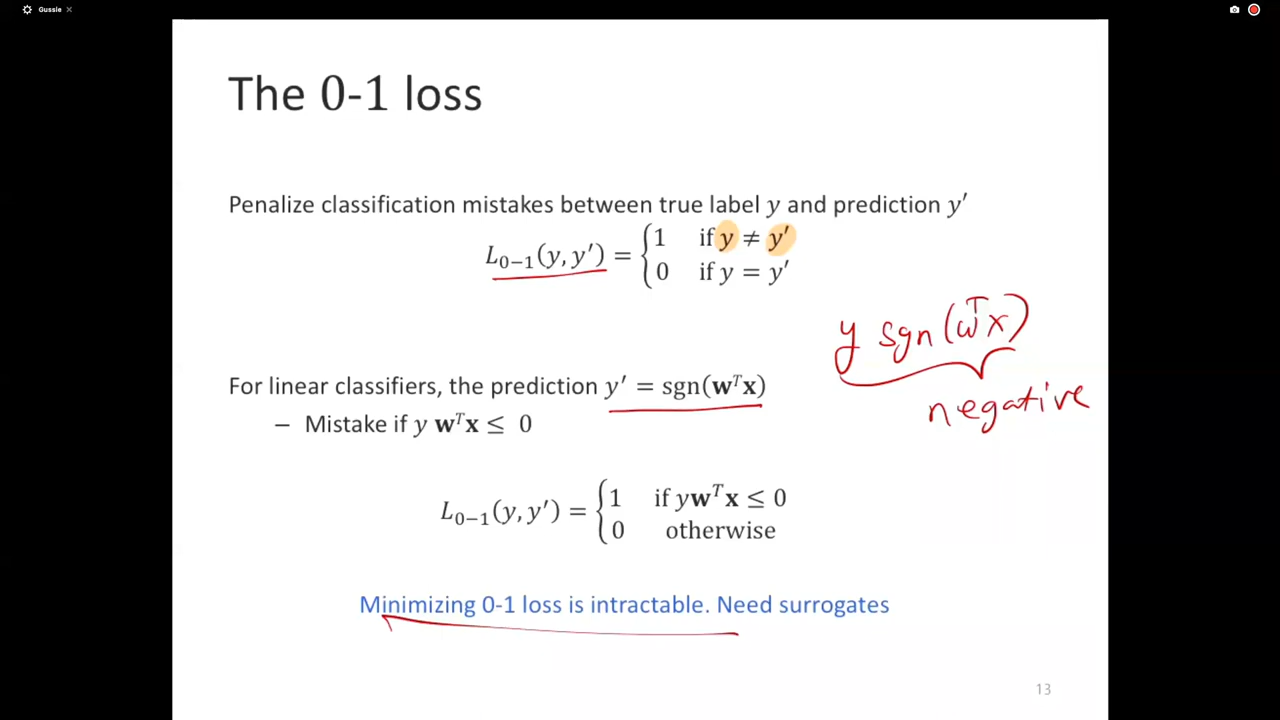 Gussie
The 0-1 loss
Penalize classification mistakes between true label y and prediction y′
L₀₋₁(y, y′) = { 1 if y ≠ y′
0 if y = y′
y sgn(wᵀx)
negative
For linear classifiers, the prediction y′ = sgn(𝐰ᵀ𝐱)
– Mistake if y 𝐰ᵀ𝐱 ≤ 0
L₀₋₁(y, y′) = { 1 if y𝐰ᵀ𝐱 ≤ 0
0 otherwise
Minimizing 0-1 loss is intractable. Need surrogates
13